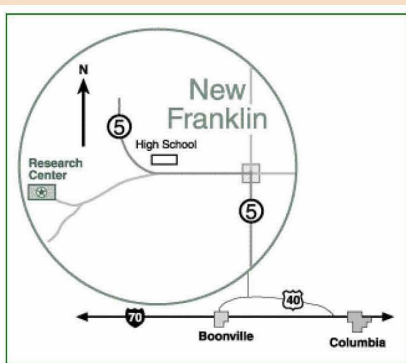 N
New
Franklin
5
High School
Research
Center
5
40
70
Boonville
Columbia